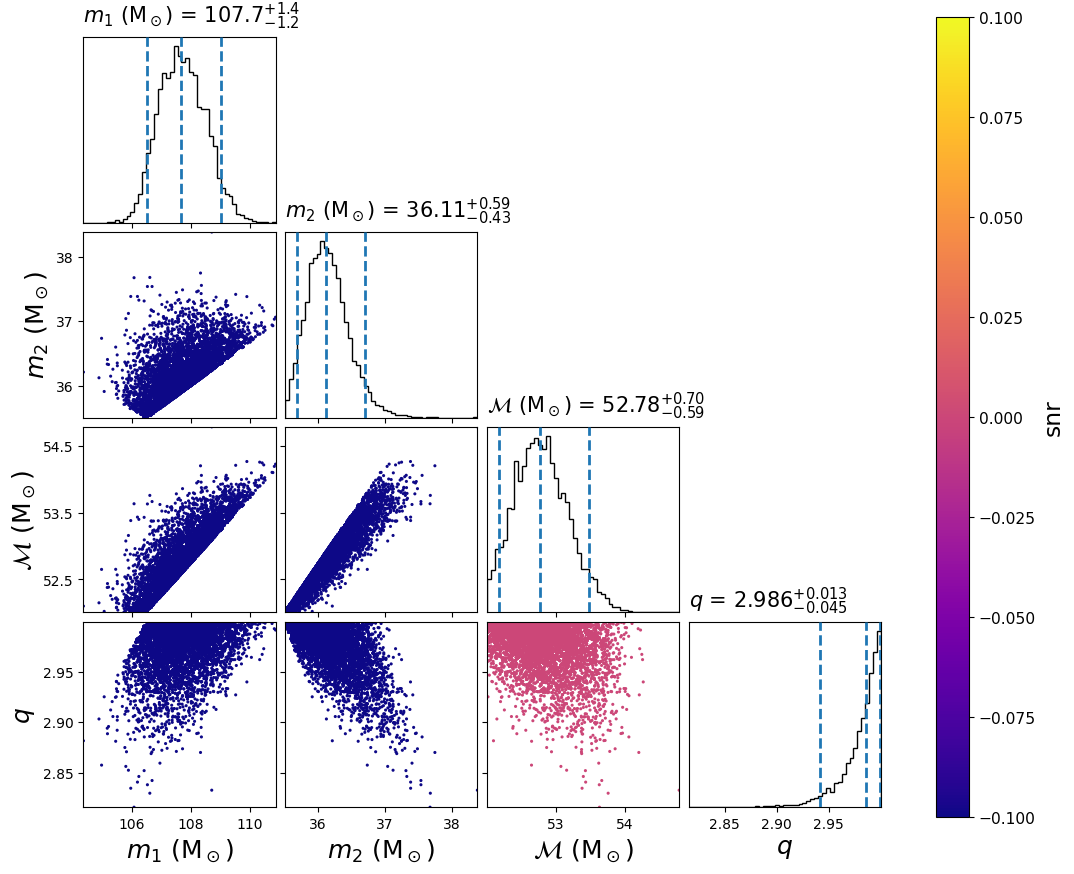 m₁ (M⊙) = 107.7+1.4−1.2
m₂ (M⊙) = 36.11+0.59−0.43
ℳ (M⊙) = 52.78+0.70−0.59
q = 2.986+0.013−0.045
38
37
36
m₂ (M⊙)
54.5
53.5
52.5
ℳ (M⊙)
2.95
2.90
2.85
q
106 108 110
m₁ (M⊙)
36 37 38
m₂ (M⊙)
53 54
ℳ (M⊙)
2.85 2.90 2.95
q
0.100
0.075
0.050
0.025
0.000
−0.025
−0.050
−0.075
−0.100
snr